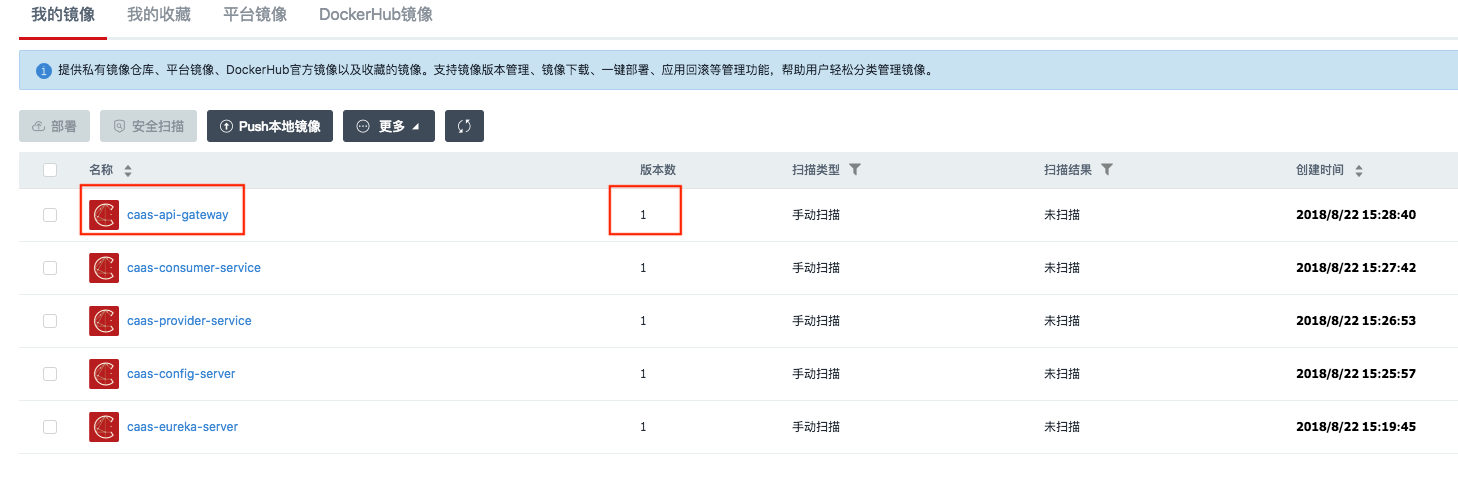 我的镜像 我的收藏 平台镜像 DockerHub镜像
提供私有镜像仓库、平台镜像、DockerHub官方镜像以及收藏的镜像。支持镜像版本管理、镜像下载、一键部署、应用回滚等管理功能，帮助用户轻松分类管理镜像。
部署 安全扫描 Push本地镜像 更多
名称 版本数 扫描类型 扫描结果 创建时间
caas-api-gateway 1 手动扫描 未扫描 2018/8/22 15:28:40
caas-consumer-service 1 手动扫描 未扫描 2018/8/22 15:27:42
caas-provider-service 1 手动扫描 未扫描 2018/8/22 15:26:53
caas-config-server 1 手动扫描 未扫描 2018/8/22 15:25:57
caas-eureka-server 1 手动扫描 未扫描 2018/8/22 15:19:45